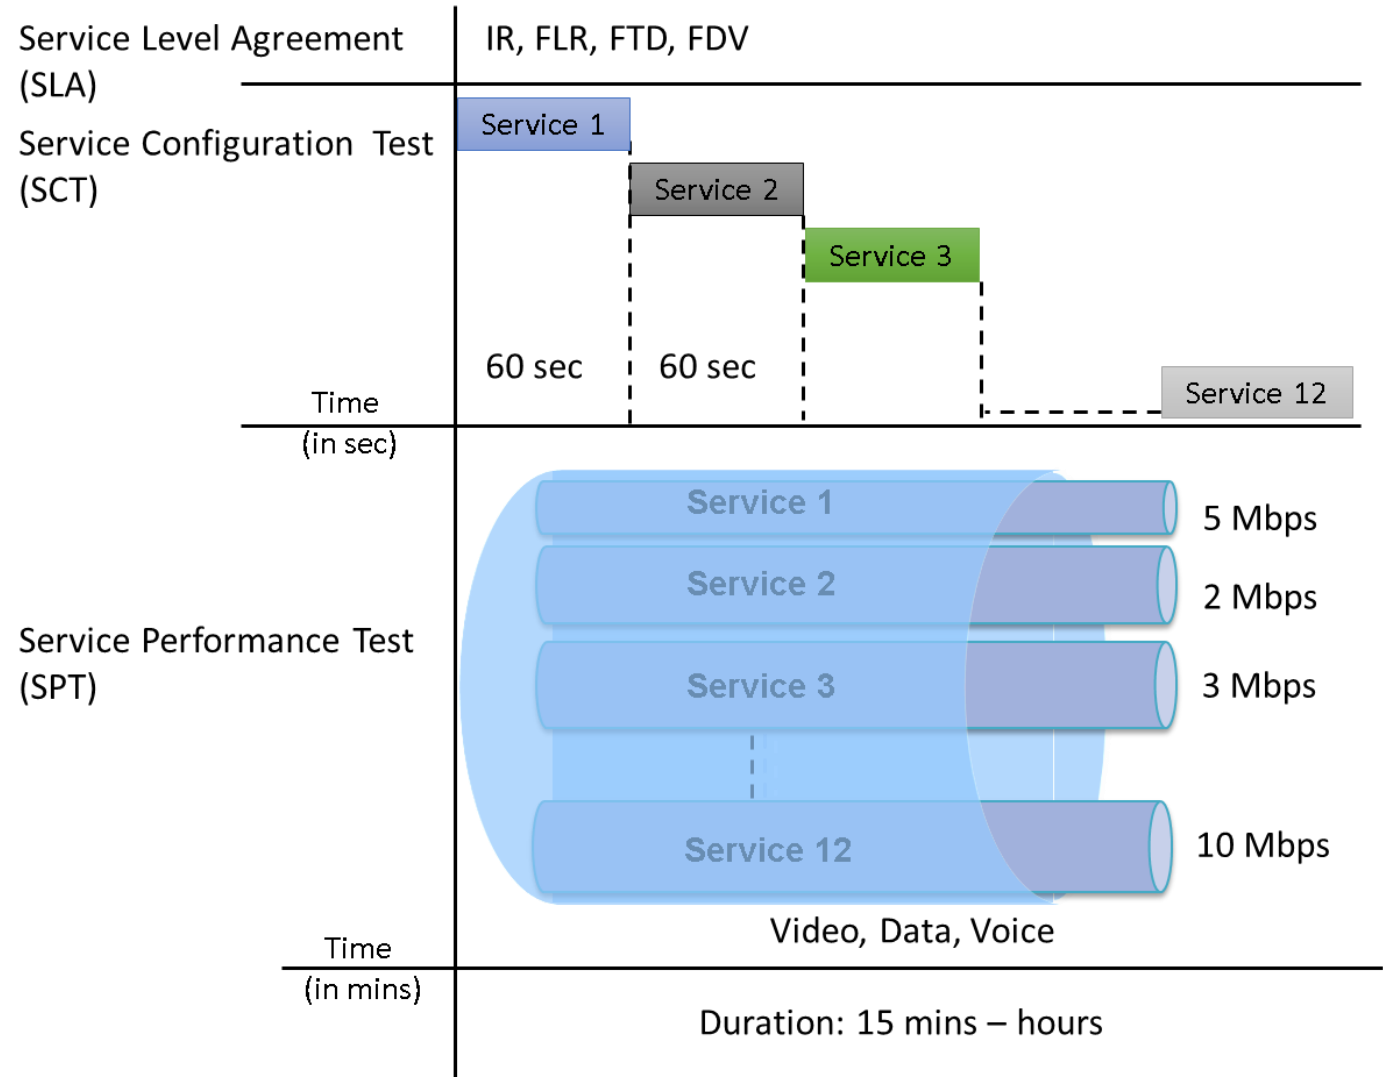 Service Level Agreement
(SLA)
IR, FLR, FTD, FDV
Service Configuration Test
(SCT)
Service 1
Service 2
Service 3
60 sec
60 sec
Service 12
Time
(in sec)
Service Performance Test
(SPT)
Service 1
5 Mbps
Service 2
2 Mbps
Service 3
3 Mbps
Service 12
10 Mbps
Video, Data, Voice
Time
(in mins)
Duration: 15 mins – hours